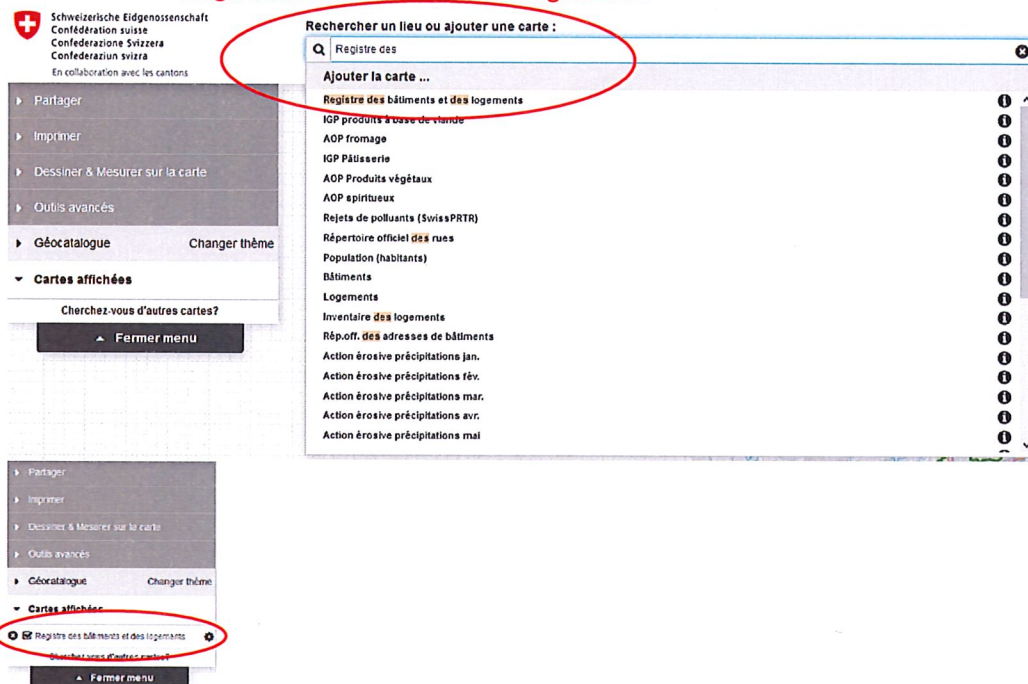 Schweizerische Eidgenossenschaft
Confédération suisse
Confederazione Svizzera
Confederaziun svizra
En collaboration avec les cantons
Partager
Imprimer
Dessiner & Mesurer sur la carte
Outils avancés
Géocatalogue Changer thème
Cartes affichées
Cherchez-vous d'autres cartes?
Fermer menu
Rechercher un lieu ou ajouter une carte :
Registre des
Ajouter la carte ...
Registre des bâtiments et des logements
IGP produits à base de viande
AOP fromage
IGP Pâtisserie
AOP Produits végétaux
AOP spiritueux
Rejets de polluants (SwissPRTR)
Répertoire officiel des rues
Population (habitants)
Bâtiments
Logements
Inventaire des logements
Rép.off. des adresses de bâtiments
Action érosive précipitations jan.
Action érosive précipitations fév.
Action érosive précipitations mar.
Action érosive précipitations avr.
Action érosive précipitations mai
Partager
Imprimer
Dessiner & Mesurer sur la carte
Outils avancés
Géocatalogue Changer thème
Cartes affichées
Registre des bâtiments et des logements
Cherchez-vous d'autres cartes?
Fermer menu